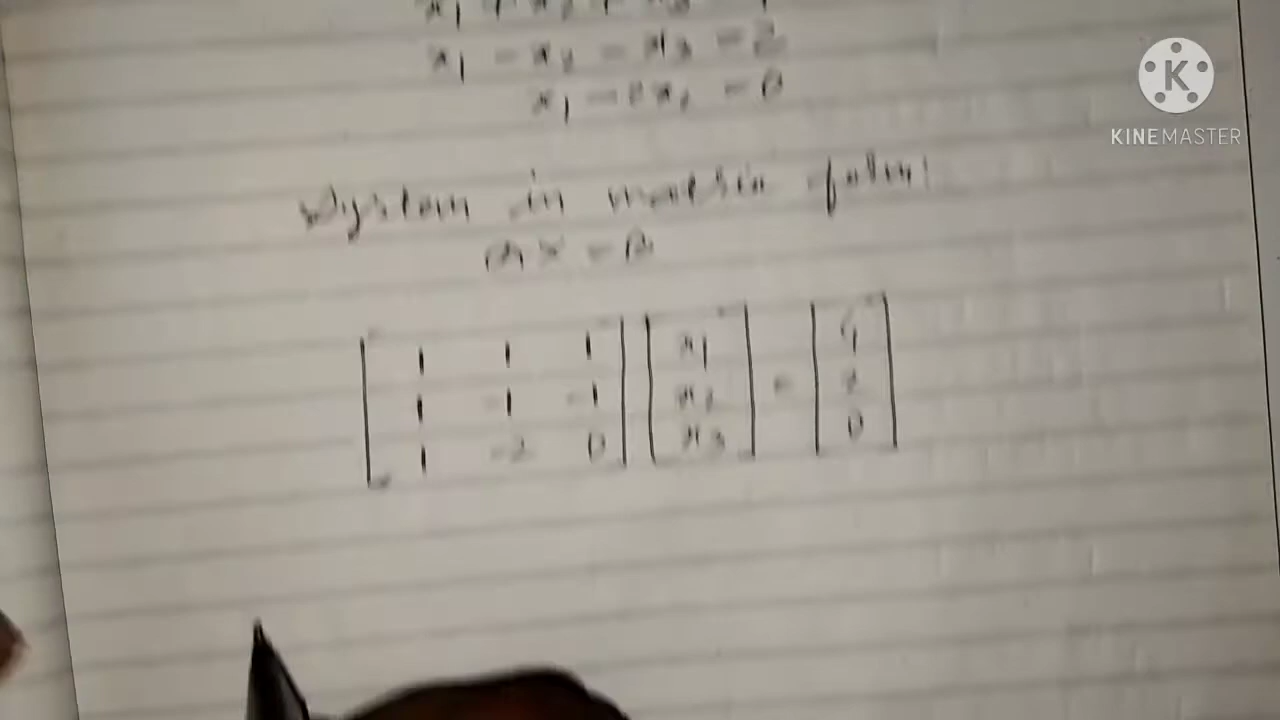 x₁ - x₂ - x₃ = 2
x₁ - 2x₂ = 0
KINEMASTER
System in matrix form:
AX = B
1 1 1 x₁
1 -1 -1 x₂ = 2
1 -2 0 x₃ 0